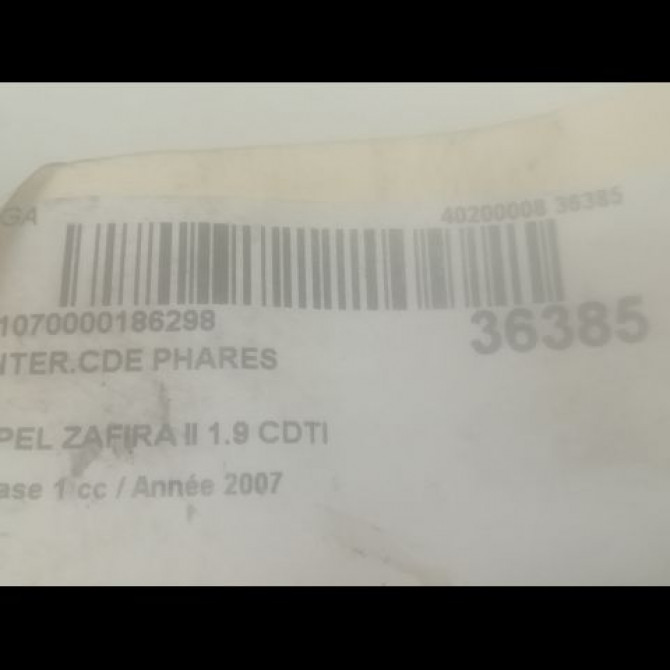 GA 40200008 36385
1070000186298 36385
NTER.CDE PHARES
PEL ZAFIRA II 1.9 CDTI
ase 1 cc / Année 2007